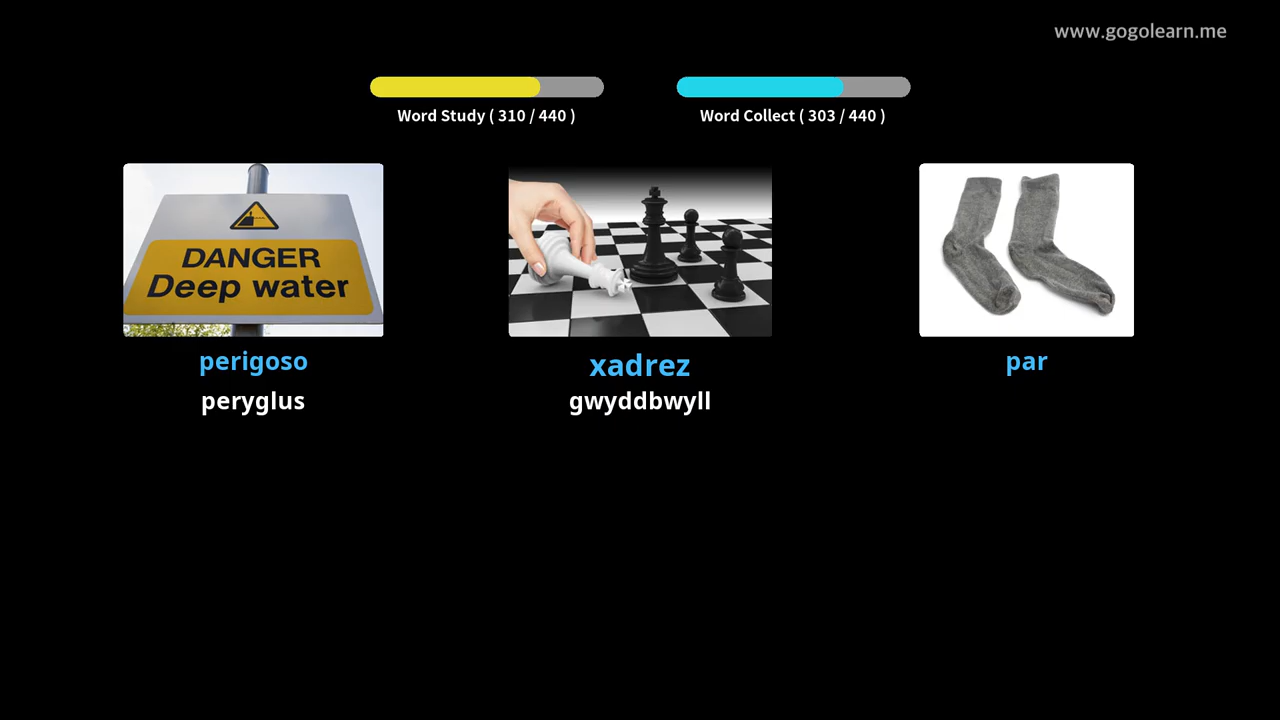 www.gogolearn.me
Word Study ( 310 / 440 )
Word Collect ( 303 / 440 )
DANGER
Deep water
perigoso
xadrez
par
peryglus
gwyddbwyll